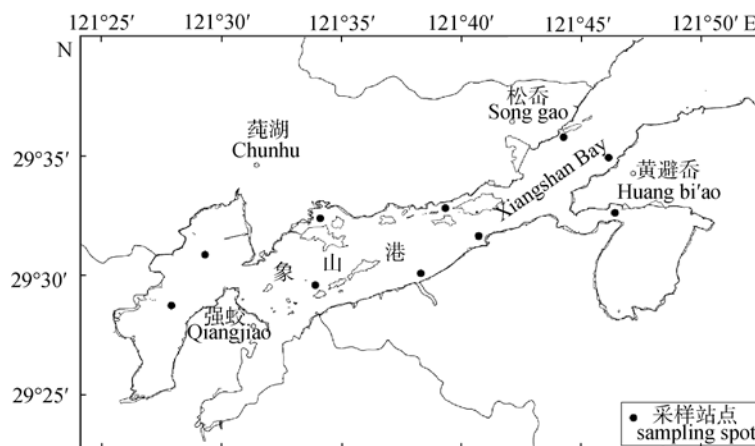 121°25′ 121°30′ 121°35′ 121°40′ 121°45′ 121°50′ E
N
松岙
Song gao
莼湖
Chunhu
29°35′
Xiangshan Bay
黄避岙
Huang bi'ao
29°30′
象山港
强蛟
Qiangjiao
29°25′
采样站点
sampling spot